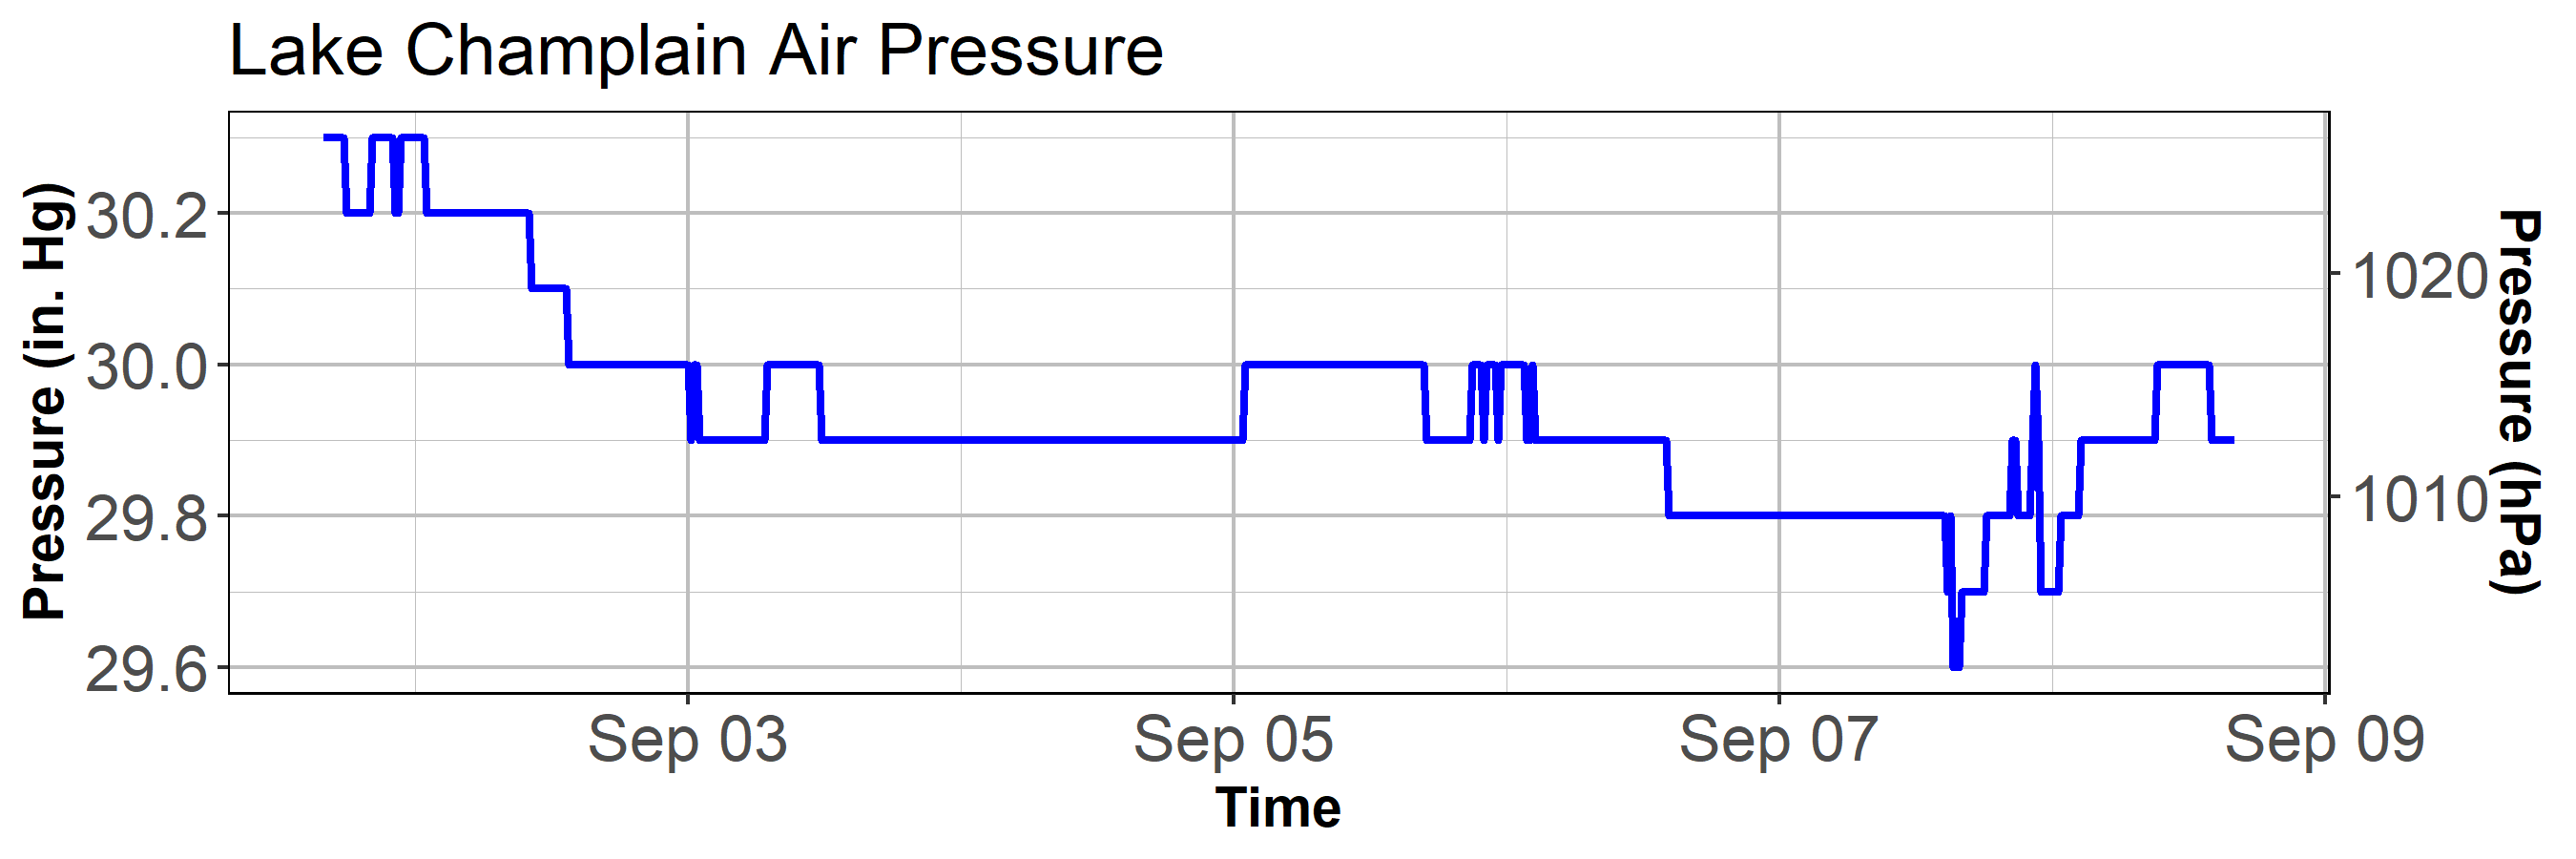 Lake Champlain Air Pressure
Pressure (in. Hg)
30.2
30.0
29.8
29.6
1020
1010
Pressure (hPa)
Sep 03
Sep 05
Sep 07
Sep 09
Time